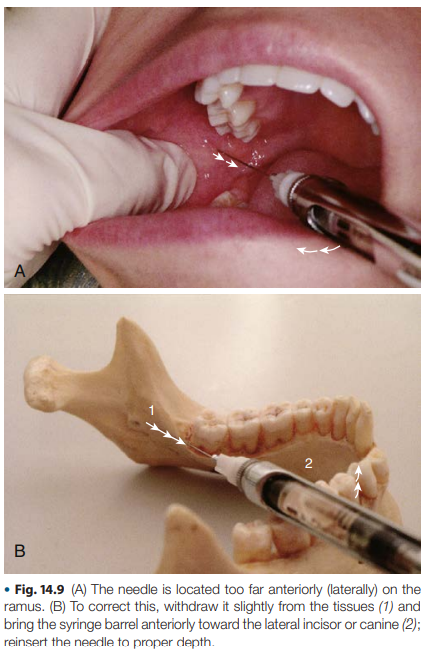 A
1
2
B
• Fig. 14.9 (A) The needle is located too far anteriorly (laterally) on the
ramus. (B) To correct this, withdraw it slightly from the tissues (1) and
bring the syringe barrel anteriorly toward the lateral incisor or canine (2);
reinsert the needle to proper depth.